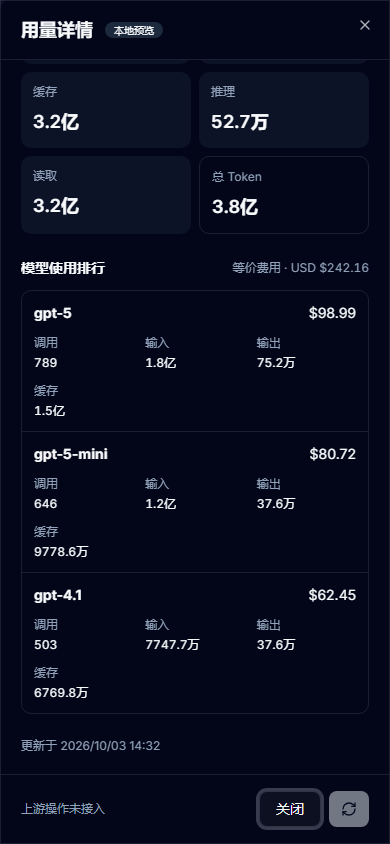 用量详情 本地预览
缓存 推理
3.2亿 52.7万
读取 总 Token
3.2亿 3.8亿
模型使用排行 等价费用 · USD $242.16
gpt-5 $98.99
调用 输入 输出
789 1.8亿 75.2万
缓存
1.5亿
gpt-5-mini $80.72
调用 输入 输出
646 1.2亿 37.6万
缓存
9778.6万
gpt-4.1 $62.45
调用 输入 输出
503 7747.7万 37.6万
缓存
6769.8万
更新于 2026/10/03 14:32
上游操作未接入 关闭